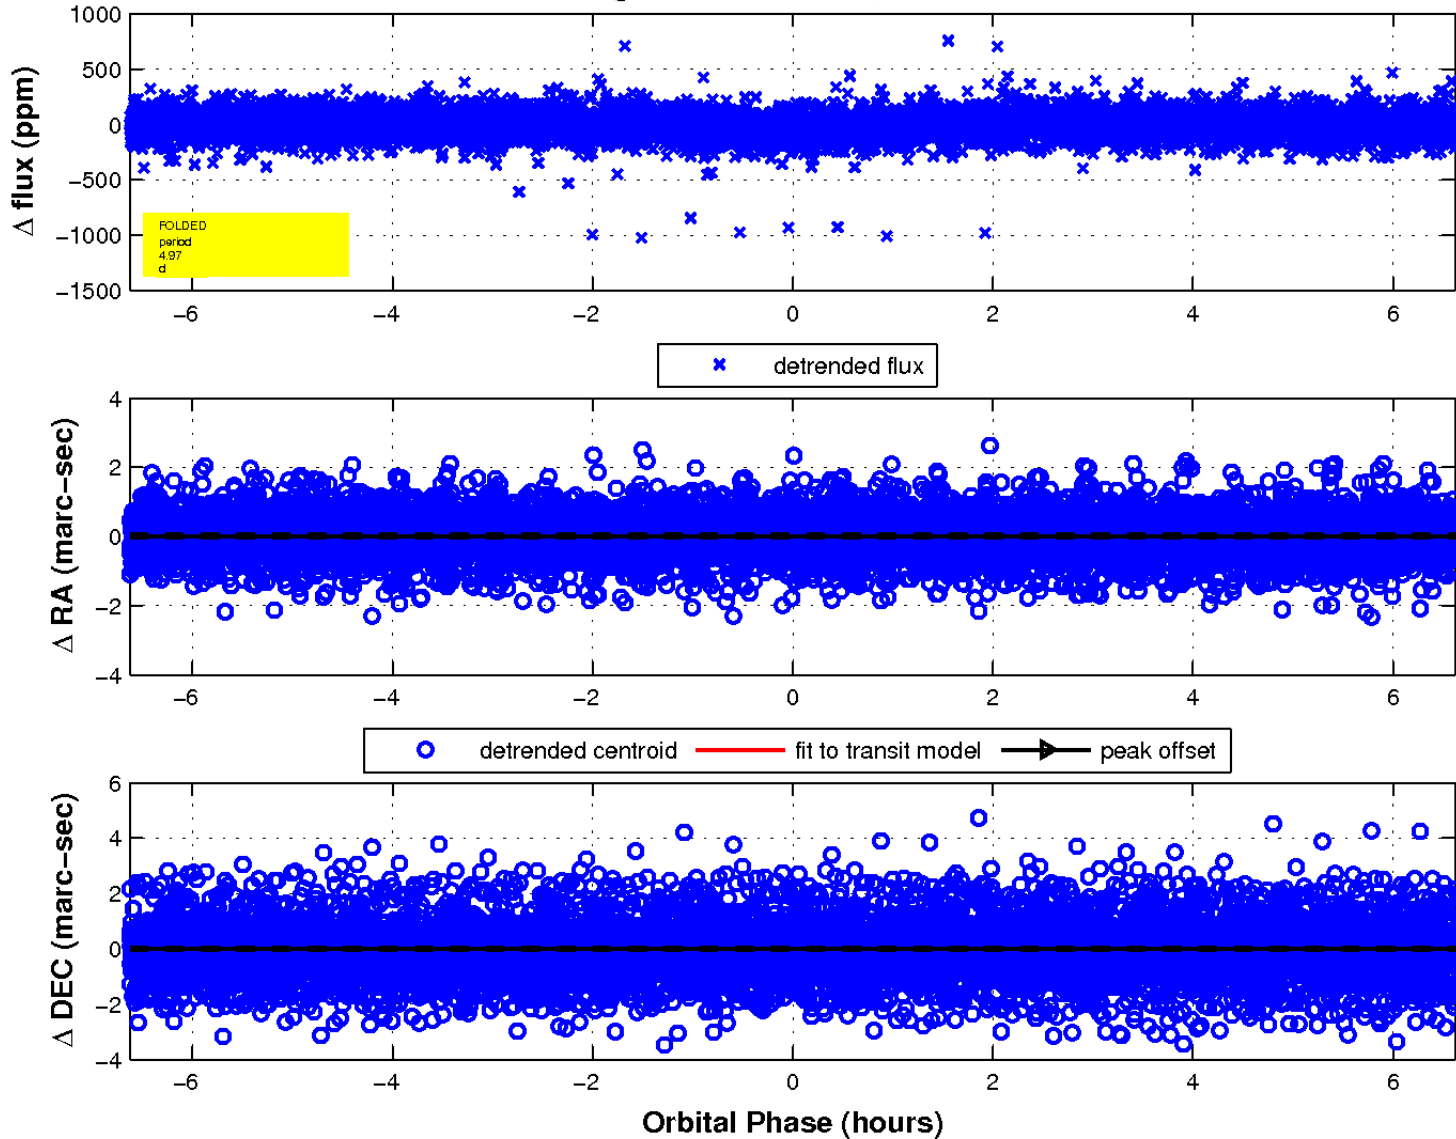 1000
500
0
−500
−1000
−1500
Δ flux (ppm)
FOLDED
period
4.97
d
−6 −4 −2 0 2 4 6
detrended flux
4
2
0
−2
−4
Δ RA (marc−sec)
−6 −4 −2 0 2 4 6
detrended centroid fit to transit model peak offset
6
4
2
0
−2
−4
Δ DEC (marc−sec)
−6 −4 −2 0 2 4 6
Orbital Phase (hours)